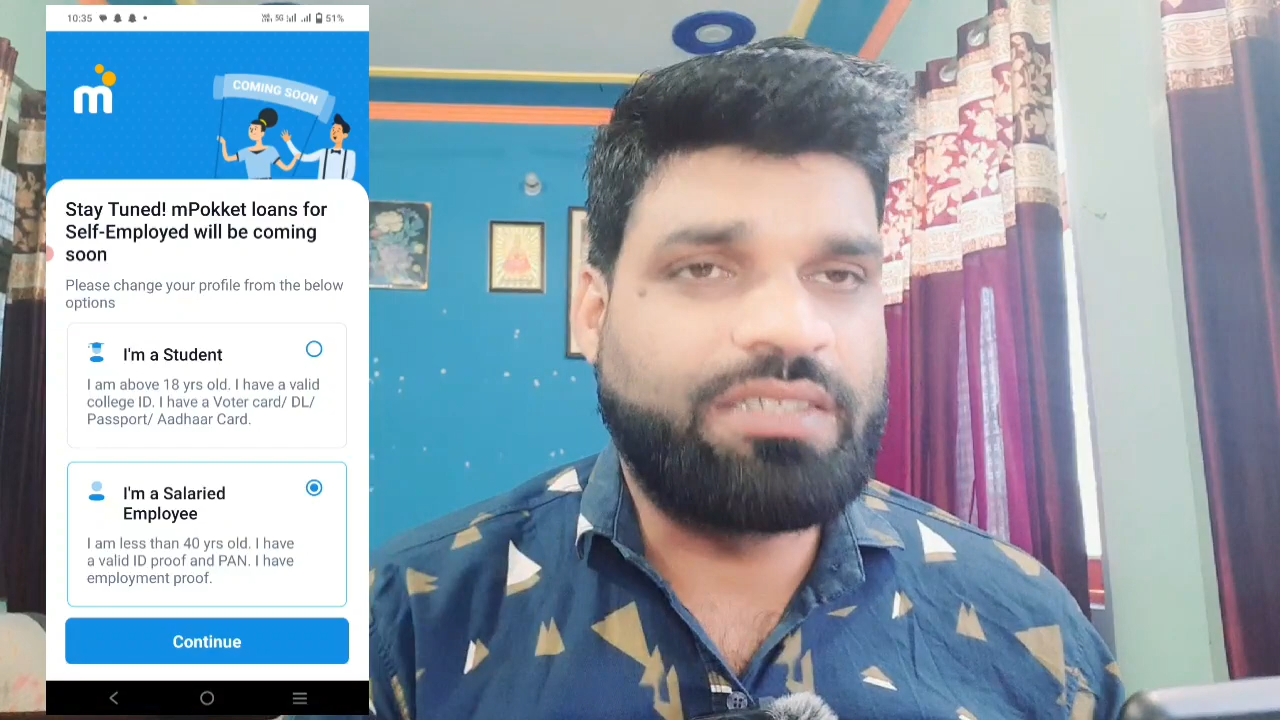 10:35
5G
51%
m
COMING SOON
Stay Tuned! mPokket loans for
Self-Employed will be coming
soon
Please change your profile from the below
options
I'm a Student
I am above 18 yrs old. I have a valid
college ID. I have a Voter card/ DL/
Passport/ Aadhaar Card.
I'm a Salaried
Employee
I am less than 40 yrs old. I have
a valid ID proof and PAN. I have
employment proof.
Continue